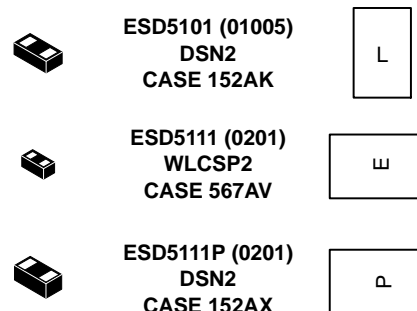 ESD5101 (01005)
DSN2
CASE 152AK
L
ESD5111 (0201)
WLCSP2
CASE 567AV
E
ESD5111P (0201)
DSN2
CASE 152AX
P